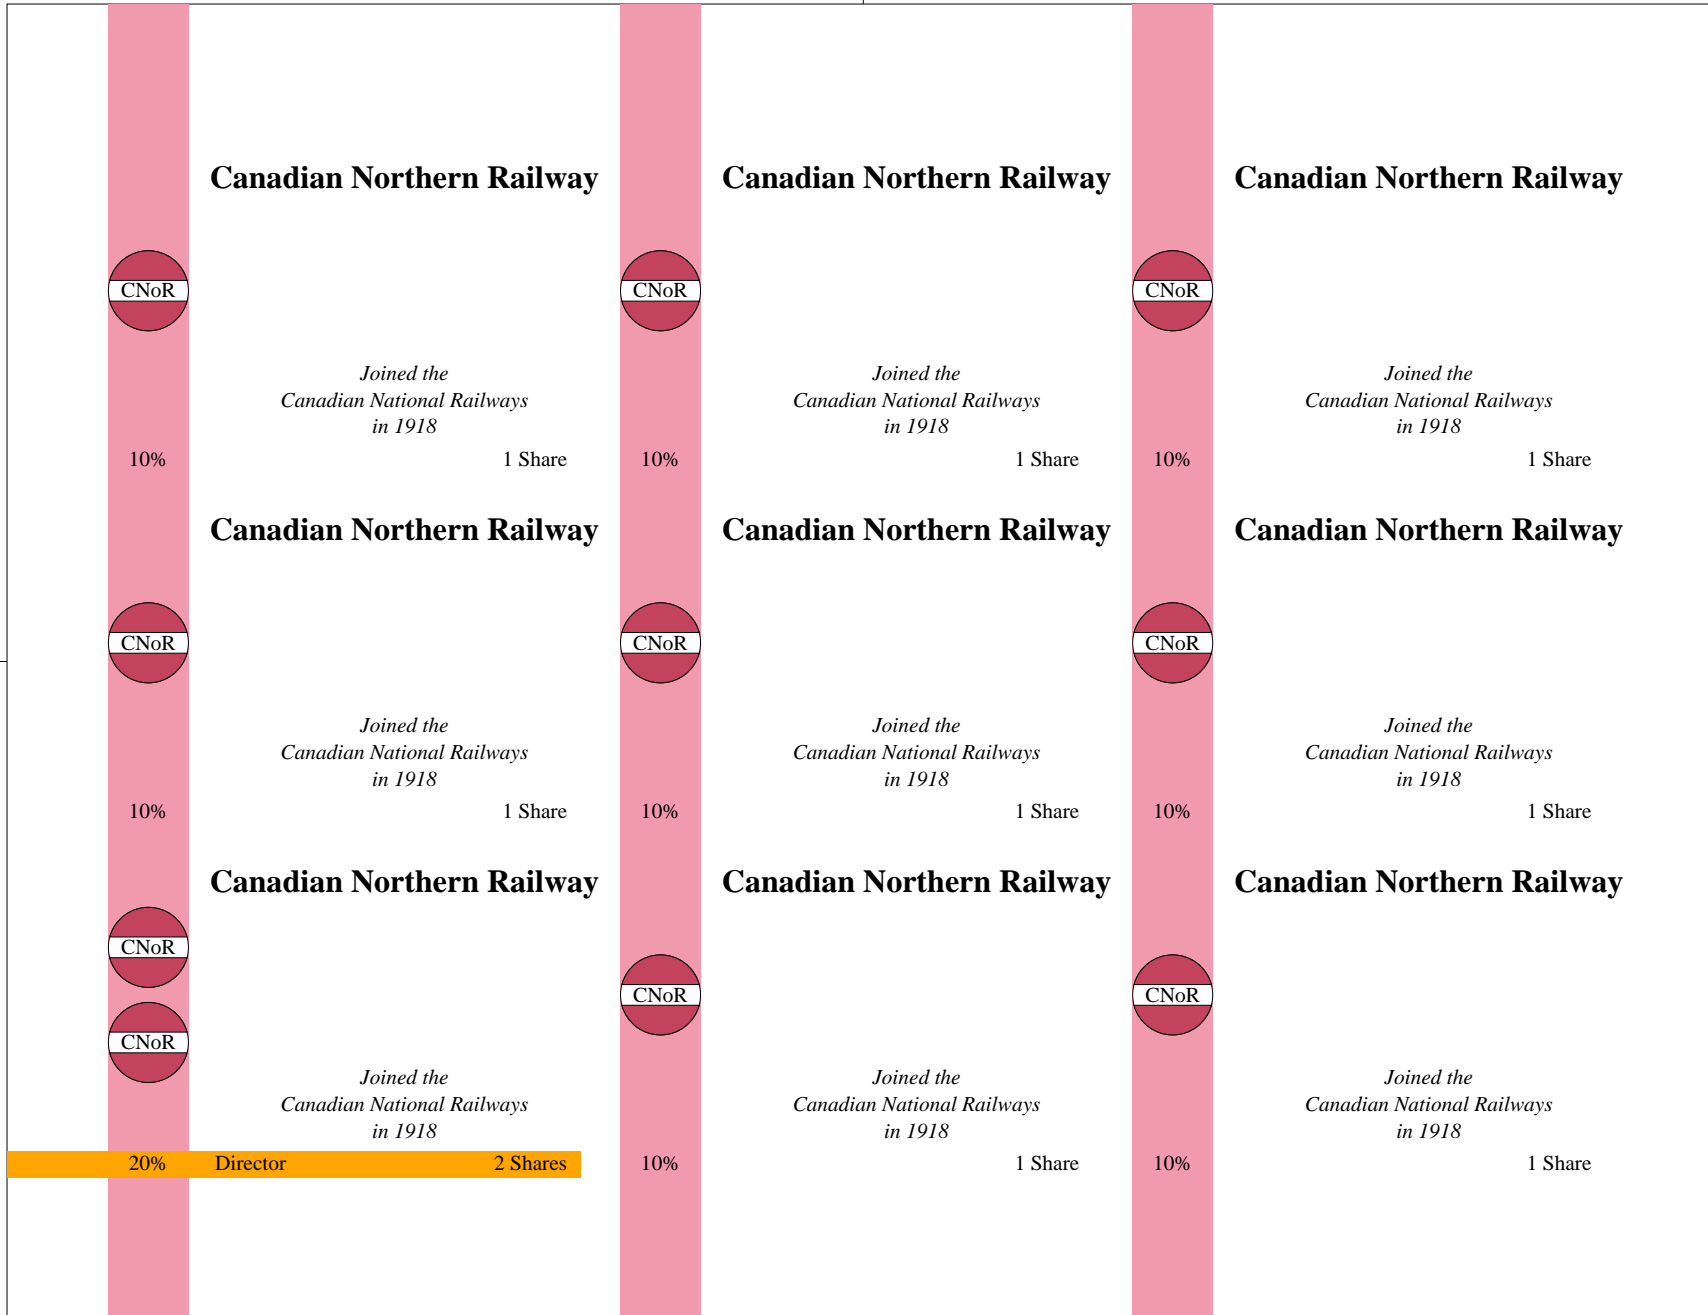 Canadian Northern Railway
CNoR
Joined the
Canadian National Railways
in 1918
10% 1 Share
Canadian Northern Railway
CNoR
Joined the
Canadian National Railways
in 1918
10% 1 Share
Canadian Northern Railway
CNoR
Joined the
Canadian National Railways
in 1918
10% 1 Share
Canadian Northern Railway
CNoR
Joined the
Canadian National Railways
in 1918
10% 1 Share
Canadian Northern Railway
CNoR
Joined the
Canadian National Railways
in 1918
10% 1 Share
Canadian Northern Railway
CNoR
Joined the
Canadian National Railways
in 1918
10% 1 Share
Canadian Northern Railway
CNoR
CNoR
Joined the
Canadian National Railways
in 1918
20% Director 2 Shares
Canadian Northern Railway
CNoR
Joined the
Canadian National Railways
in 1918
10% 1 Share
Canadian Northern Railway
CNoR
Joined the
Canadian National Railways
in 1918
10% 1 Share